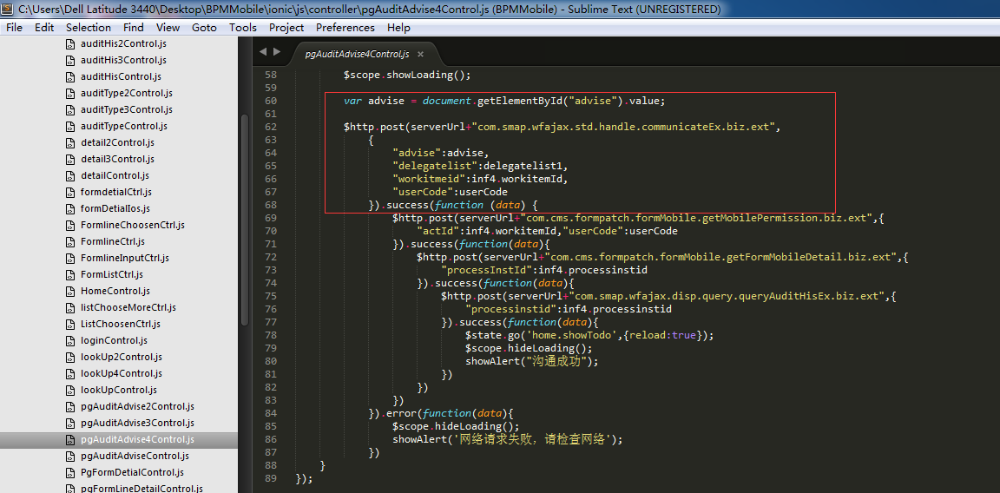 C:\Users\Dell Latitude 3440\Desktop\BPMMobile\ionic\js\controller\pgAuditAdvise4Control.js (BPMMobile) - Sublime Text (UNREGISTERED)
File Edit Selection Find View Goto Tools Project Preferences Help
auditHis2Control.js
auditHis3Control.js
auditHisControl.js
auditType2Control.js
auditType3Control.js
auditTypeControl.js
detail2Control.js
detail3Control.js
detailControl.js
formdetialCtrl.js
formDetialIos.js
FormlineChoosenCtrl.js
FormlineCtrl.js
FormlineInputCtrl.js
FormListCtrl.js
HomeControl.js
listChooseMoreCtrl.js
ListChoosenCtrl.js
loginControl.js
lookUp2Control.js
lookUp4Control.js
lookUpControl.js
pgAuditAdvise2Control.js
pgAuditAdvise3Control.js
pgAuditAdvise4Control.js
pgAuditAdviseControl.js
PgFormDetialControl.js
pgFormLineDetailControl.js
pgAuditAdvise4Control.js ×
58 $scope.showLoading();
59
60 var advise = document.getElementById("advise").value;
61
62 $http.post(serverUrl+"com.smap.wfajax.std.handle.communicateEx.biz.ext",
63 {
64 "advise":advise,
65 "delegatelist":delegatelist1,
66 "workitmeid":inf4.workitemId,
67 "userCode":userCode
68 }).success(function (data) {
69 $http.post(serverUrl+"com.cms.formpatch.formMobile.getMobilePermission.biz.ext",{
70 "actId":inf4.workitemId,"userCode":userCode
71 }).success(function(data){
72 $http.post(serverUrl+"com.cms.formpatch.formMobile.getFormMobileDetail.biz.ext",{
73 "processInstId":inf4.processinstid
74 }).success(function(data){
75 $http.post(serverUrl+"com.smap.wfajax.disp.query.queryAuditHisEx.biz.ext",{
76 "processinstid":inf4.processinstid
77 }).success(function(data){
78 $state.go('home.showTodo',{reload:true});
79 $scope.hideLoading();
80 showAlert("沟通成功");
81 })
82 })
83 })
84 }).error(function(data){
85 $scope.hideLoading();
86 showAlert('网络请求失败，请检查网络');
87 })
88 }
89 });